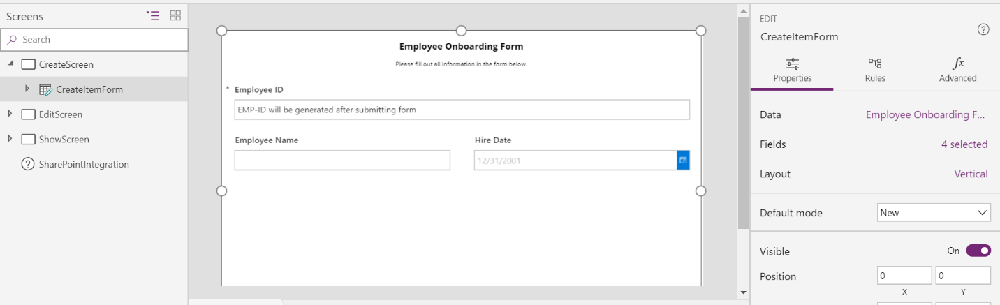 Screens
Search
CreateScreen
CreateItemForm
EditScreen
ShowScreen
SharePointIntegration
Employee Onboarding Form
Please fill out all information in the form below.
* Employee ID
EMP-ID will be generated after submitting form
Employee Name Hire Date
12/31/2001
EDIT
CreateItemForm
Properties Rules Advanced
Data Employee Onboarding F...
Fields 4 selected
Layout Vertical
Default mode New
Visible On
Position 0 0
X Y